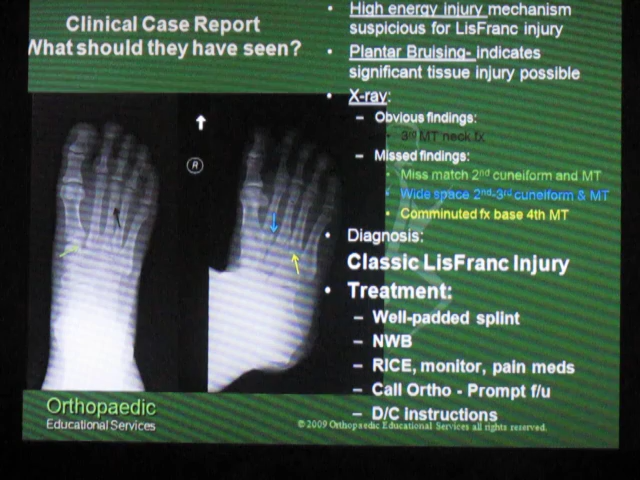 Clinical Case Report
What should they have seen?
• High energy injury mechanism
suspicious for LisFranc injury
• Plantar Bruising- indicates
significant tissue injury possible
• X-ray:
– Obvious findings:
• 3rd MT neck fx
– Missed findings:
• Miss match 2nd cuneiform and MT
• Wide space 2nd-3rd cuneiform & MT
• Comminuted fx base 4th MT
• Diagnosis:
Classic LisFranc Injury
• Treatment:
– Well-padded splint
– NWB
– RICE, monitor, pain meds
– Call Ortho - Prompt f/u
– D/C instructions
R
Orthopaedic
Educational Services
© 2009 Orthopaedic Educational Services all rights reserved.